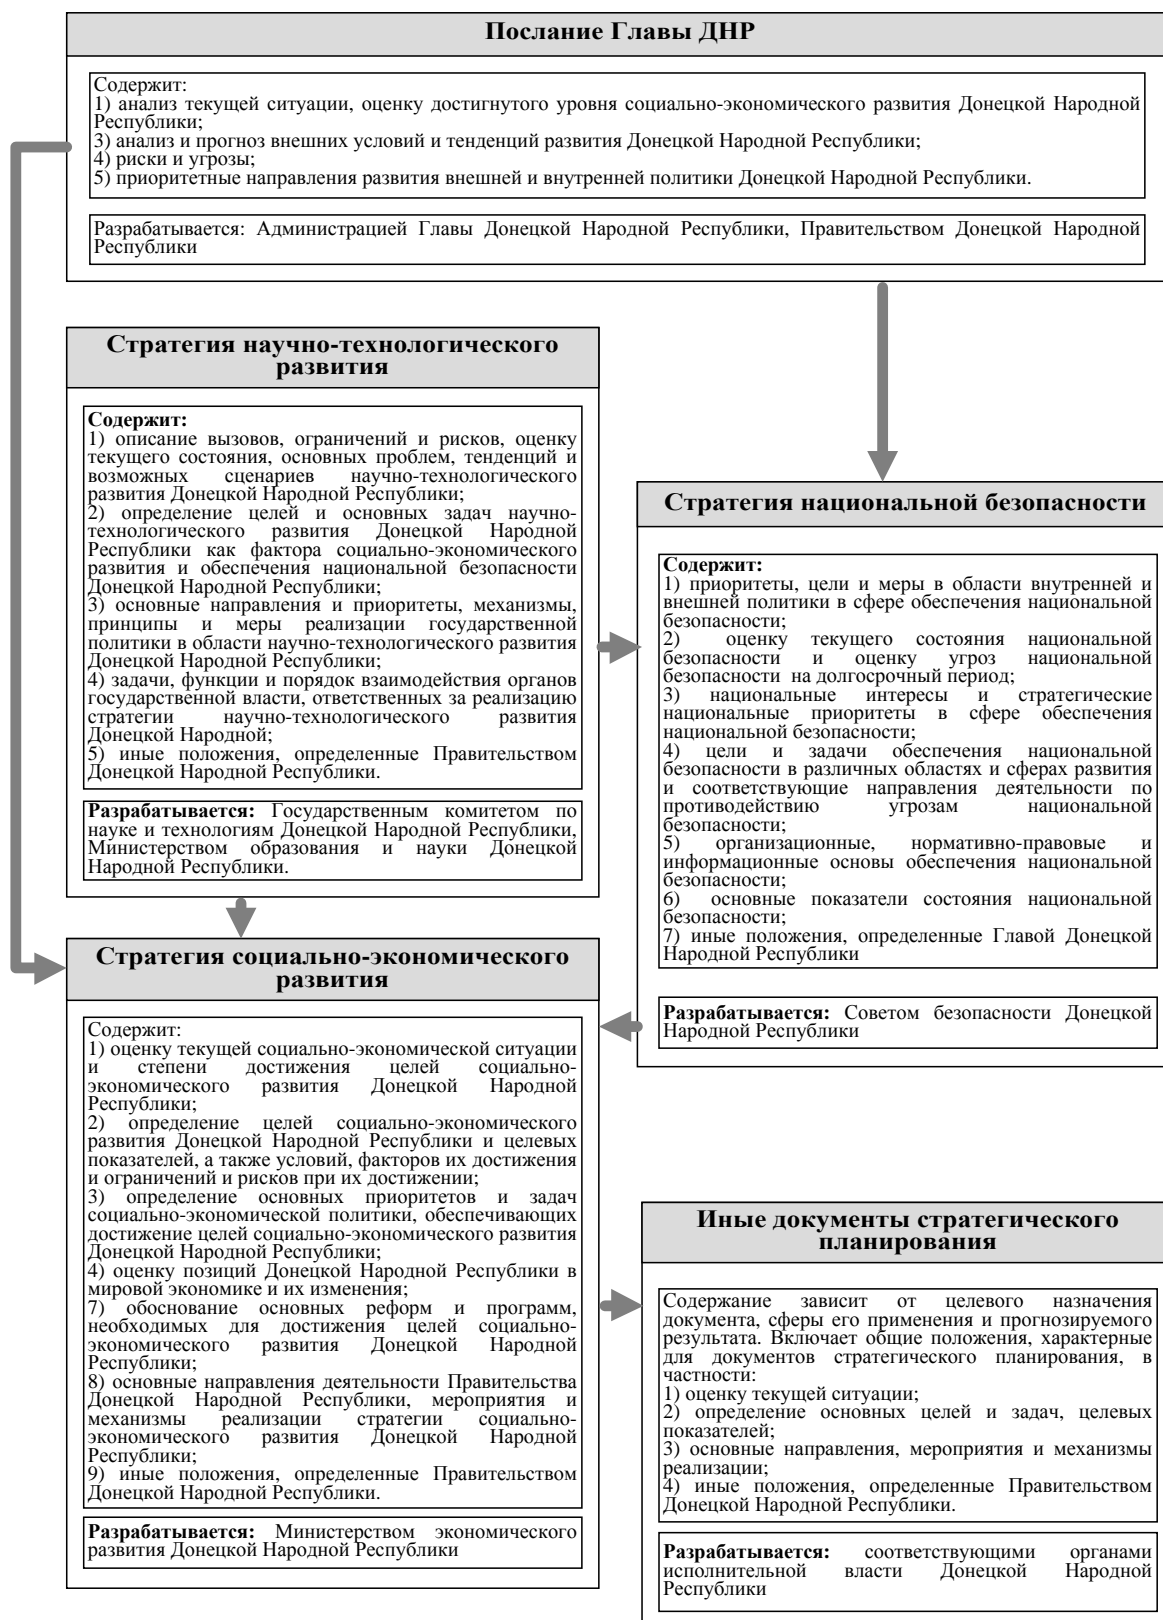 Послание Главы ДНР
Содержит:
1) анализ текущей ситуации, оценку достигнутого уровня социально-экономического развития Донецкой Народной
Республики;
3) анализ и прогноз внешних условий и тенденций развития Донецкой Народной Республики;
4) риски и угрозы;
5) приоритетные направления развития внешней и внутренней политики Донецкой Народной Республики.
Разрабатывается: Администрацией Главы Донецкой Народной Республики, Правительством Донецкой Народной
Республики
Стратегия научно-технологического
развития
Содержит:
1) описание вызовов, ограничений и рисков, оценку
текущего состояния, основных проблем, тенденций и
возможных сценариев научно-технологического
развития Донецкой Народной Республики;
2) определение целей и основных задач научно-
технологического развития Донецкой Народной
Республики как фактора социально-экономического
развития и обеспечения национальной безопасности
Донецкой Народной Республики;
3) основные направления и приоритеты, механизмы,
принципы и меры реализации государственной
политики в области научно-технологического развития
Донецкой Народной Республики;
4) задачи, функции и порядок взаимодействия органов
государственной власти, ответственных за реализацию
стратегии научно-технологического развития
Донецкой Народной;
5) иные положения, определенные Правительством
Донецкой Народной Республики.
Разрабатывается: Государственным комитетом по
науке и технологиям Донецкой Народной Республики,
Министерством образования и науки Донецкой
Народной Республики.
Стратегия национальной безопасности
Содержит:
1) приоритеты, цели и меры в области внутренней и
внешней политики в сфере обеспечения национальной
безопасности;
2) оценку текущего состояния национальной
безопасности и оценку угроз национальной
безопасности на долгосрочный период;
3) национальные интересы и стратегические
национальные приоритеты в сфере обеспечения
национальной безопасности;
4) цели и задачи обеспечения национальной
безопасности в различных областях и сферах развития
и соответствующие направления деятельности по
противодействию угрозам национальной
безопасности;
5) организационные, нормативно-правовые и
информационные основы обеспечения национальной
безопасности;
6) основные показатели состояния национальной
безопасности;
7) иные положения, определенные Главой Донецкой
Народной Республики
Разрабатывается: Советом безопасности Донецкой
Народной Республики
Стратегия социально-экономического
развития
Содержит:
1) оценку текущей социально-экономической ситуации
и степени достижения целей социально-
экономического развития Донецкой Народной
Республики;
2) определение целей социально-экономического
развития Донецкой Народной Республики и целевых
показателей, а также условий, факторов их достижения
и ограничений и рисков при их достижении;
3) определение основных приоритетов и задач
социально-экономической политики, обеспечивающих
достижение целей социально-экономического развития
Донецкой Народной Республики;
4) оценку позиций Донецкой Народной Республики в
мировой экономике и их изменения;
7) обоснование основных реформ и программ,
необходимых для достижения целей социально-
экономического развития Донецкой Народной
Республики;
8) основные направления деятельности Правительства
Донецкой Народной Республики, мероприятия и
механизмы реализации стратегии социально-
экономического развития Донецкой Народной
Республики;
9) иные положения, определенные Правительством
Донецкой Народной Республики.
Разрабатывается: Министерством экономического
развития Донецкой Народной Республики
Иные документы стратегического
планирования
Содержание зависит от целевого назначения
документа, сферы его применения и прогнозируемого
результата. Включает общие положения, характерные
для документов стратегического планирования, в
частности:
1) оценку текущей ситуации;
2) определение основных целей и задач, целевых
показателей;
3) основные направления, мероприятия и механизмы
реализации;
4) иные положения, определенные Правительством
Донецкой Народной Республики.
Разрабатывается: соответствующими органами
исполнительной власти Донецкой Народной
Республики